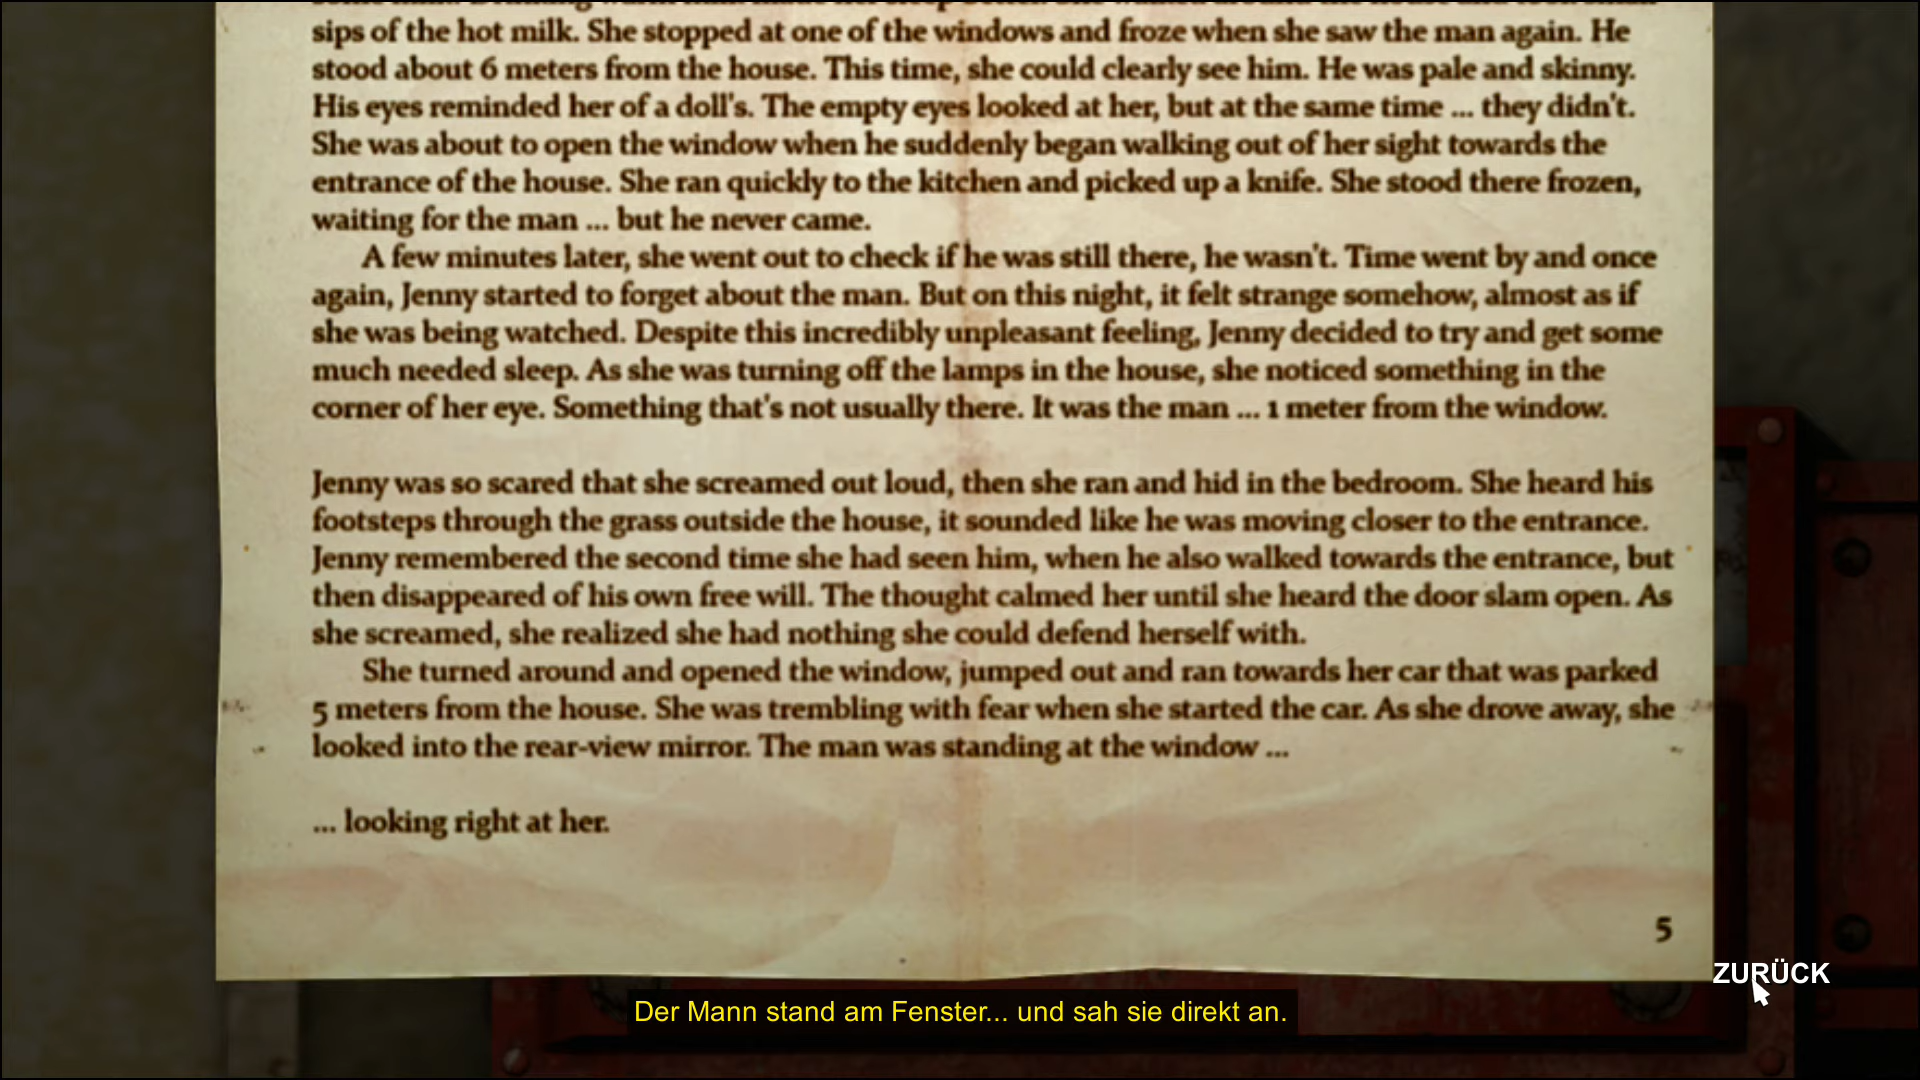 sips of the hot milk. She stopped at one of the windows and froze when she saw the man again. He
stood about 6 meters from the house. This time, she could clearly see him. He was pale and skinny.
His eyes reminded her of a doll's. The empty eyes looked at her, but at the same time ... they didn't.
She was about to open the window when he suddenly began walking out of her sight towards the
entrance of the house. She ran quickly to the kitchen and picked up a knife. She stood there frozen,
waiting for the man ... but he never came.
A few minutes later, she went out to check if he was still there, he wasn't. Time went by and once
again, Jenny started to forget about the man. But on this night, it felt strange somehow, almost as if
she was being watched. Despite this incredibly unpleasant feeling, Jenny decided to try and get some
much needed sleep. As she was turning off the lamps in the house, she noticed something in the
corner of her eye. Something that's not usually there. It was the man ... 1 meter from the window.
Jenny was so scared that she screamed out loud, then she ran and hid in the bedroom. She heard his
footsteps through the grass outside the house, it sounded like he was moving closer to the entrance.
Jenny remembered the second time she had seen him, when he also walked towards the entrance, but
then disappeared of his own free will. The thought calmed her until she heard the door slam open. As
she screamed, she realized she had nothing she could defend herself with.
She turned around and opened the window, jumped out and ran towards her car that was parked
5 meters from the house. She was trembling with fear when she started the car. As she drove away, she
looked into the rear-view mirror. The man was standing at the window ...
... looking right at her.
5
ZURÜCK
Der Mann stand am Fenster... und sah sie direkt an.